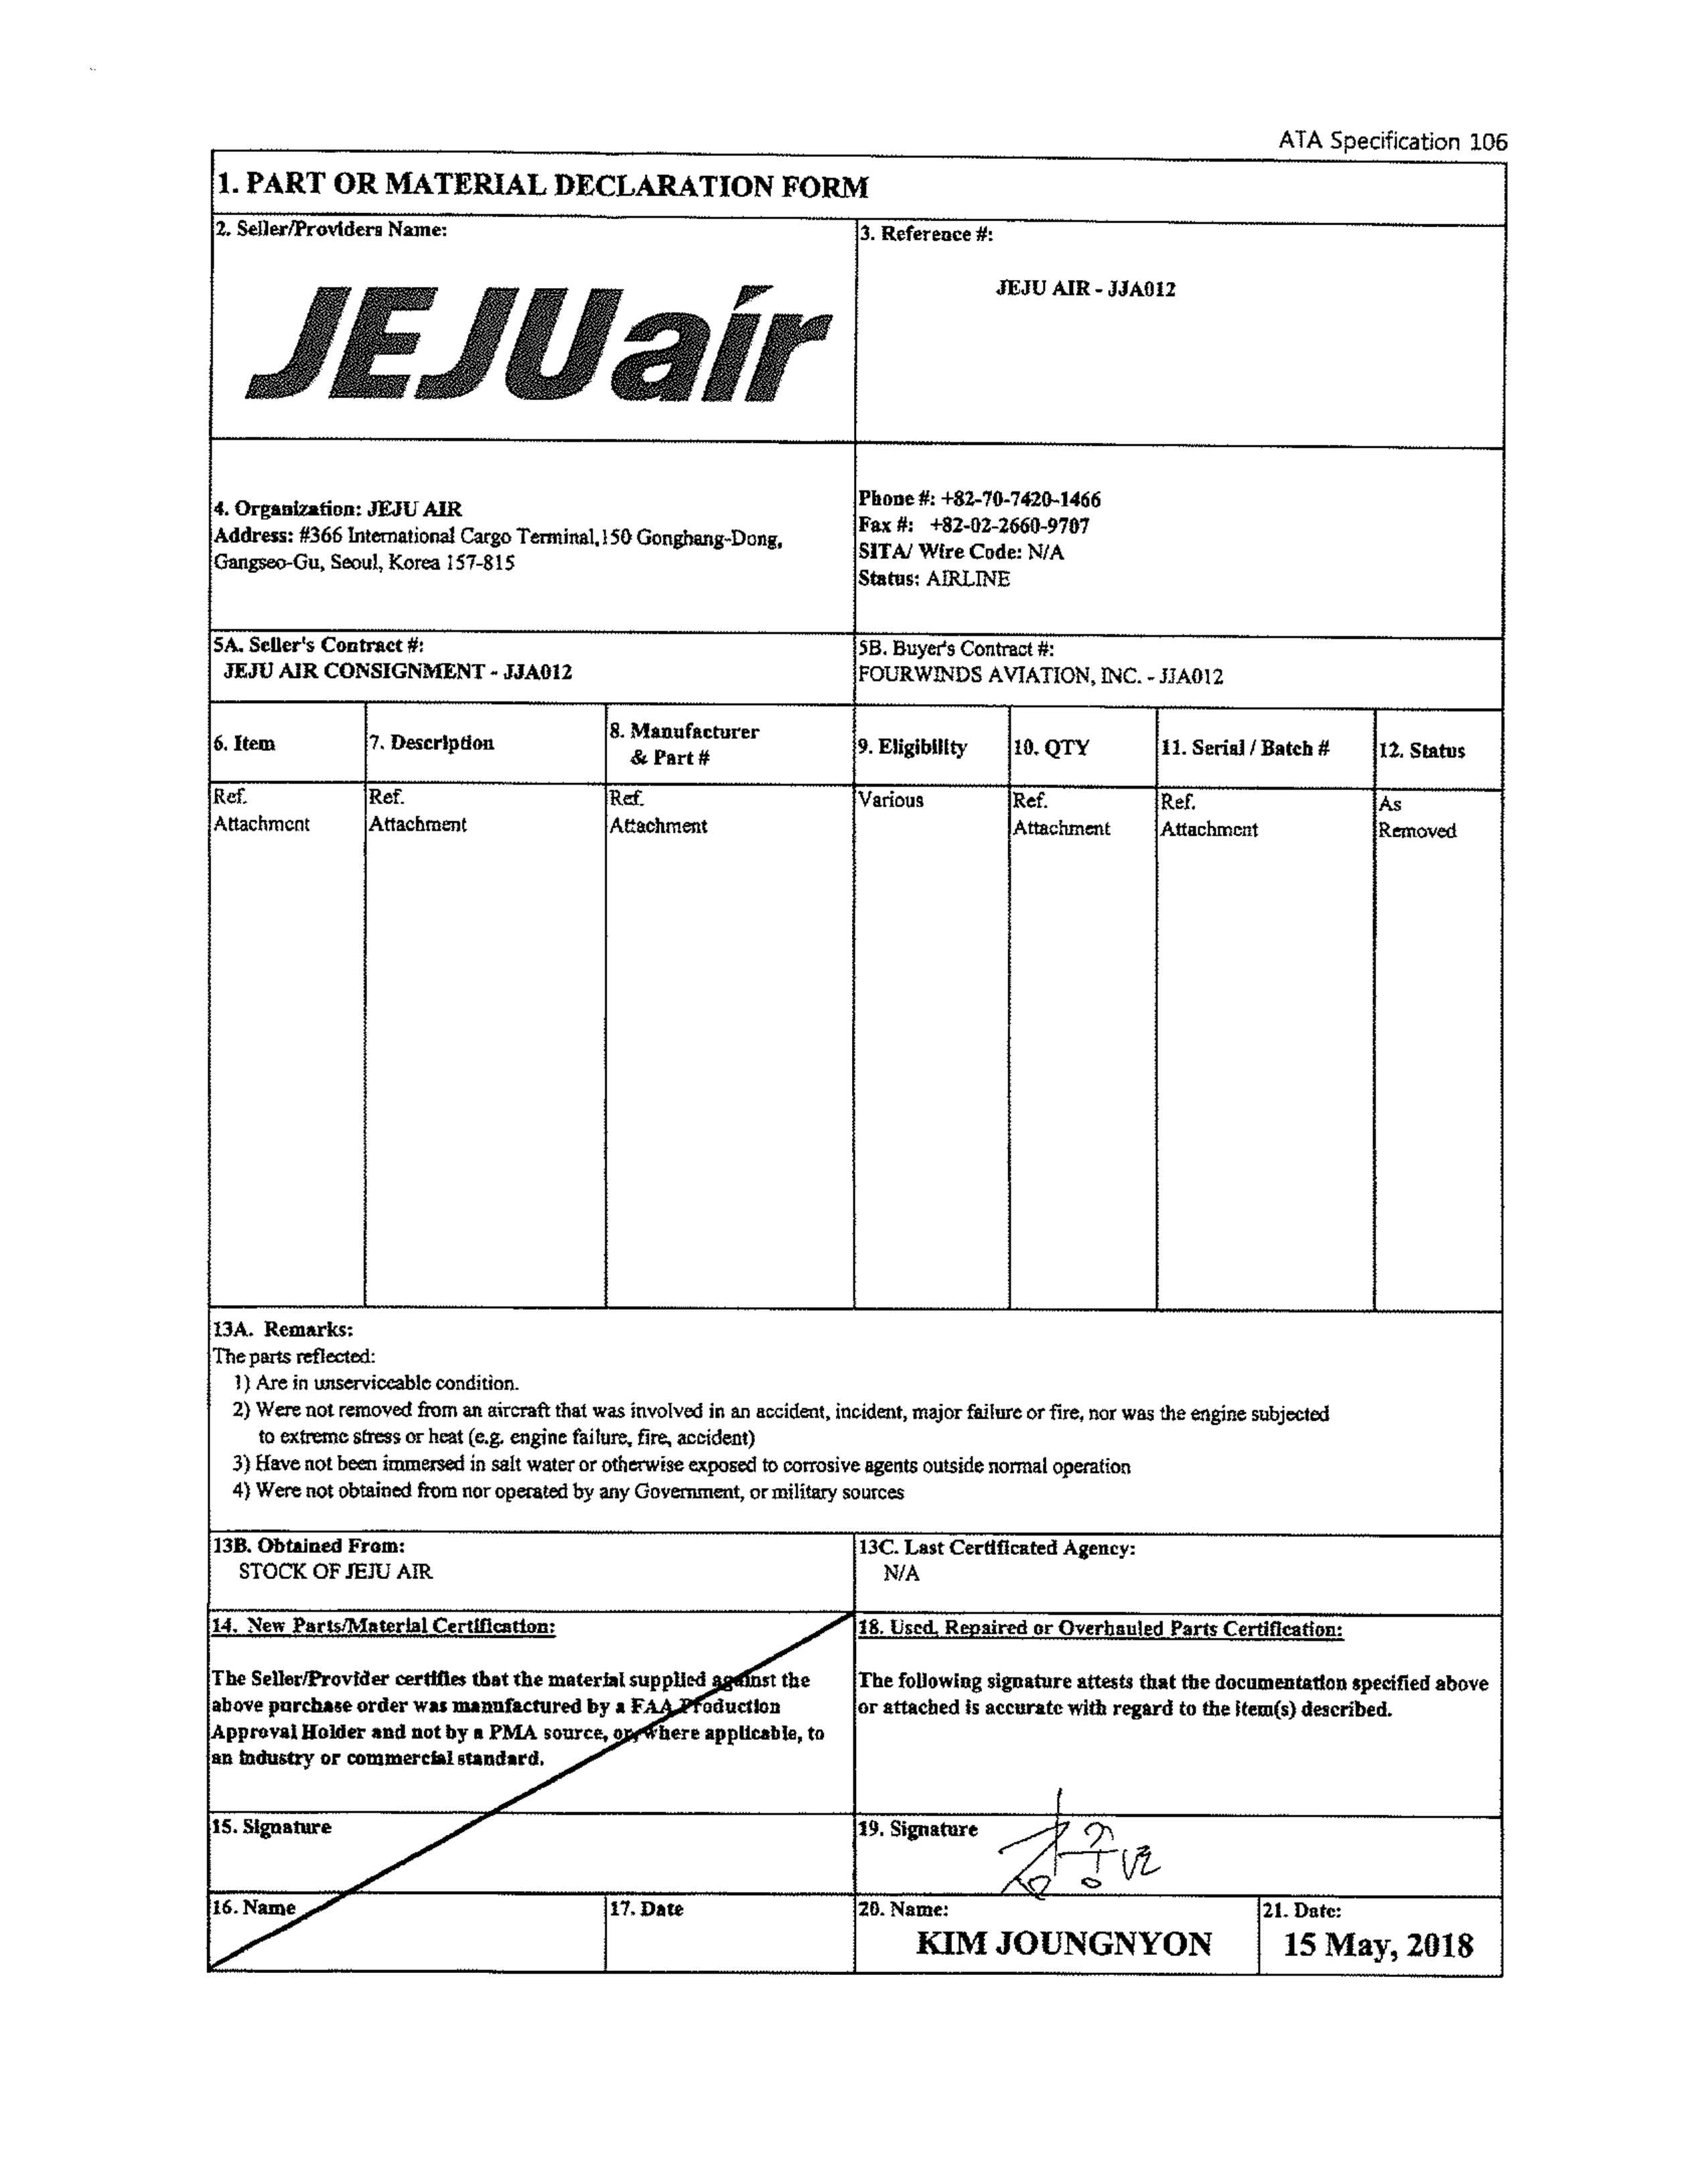 ATA Specification 106
1. PART OR MATERIAL DECLARATION FORM
2. Seller/Providers Name:
JEJUair
3. Reference #:
JEJU AIR - JJA012
4. Organization: JEJU AIR
Address: #366 International Cargo Terminal,150 Gonghang-Dong,
Gangseo-Gu, Seoul, Korea 157-815
Phone #: +82-70-7420-1466
Fax #: +82-02-2660-9707
SITA/ Wire Code: N/A
Status: AIRLINE
5A. Seller's Contract #:
JEJU AIR CONSIGNMENT - JJA012
5B. Buyer's Contract #:
FOURWINDS AVIATION, INC. - JJA012
6. Item
7. Description
8. Manufacturer
& Part #
9. Eligibility
10. QTY
11. Serial / Batch #
12. Status
Ref.
Attachment
Ref.
Attachment
Ref.
Attachment
Various
Ref.
Attachment
Ref.
Attachment
As
Removed
13A. Remarks:
The parts reflected:
1) Are in unserviceable condition.
2) Were not removed from an aircraft that was involved in an accident, incident, major failure or fire, nor was the engine subjected
to extreme stress or heat (e.g. engine failure, fire, accident)
3) Have not been immersed in salt water or otherwise exposed to corrosive agents outside normal operation
4) Were not obtained from nor operated by any Government, or military sources
13B. Obtained From:
STOCK OF JEJU AIR
13C. Last Certificated Agency:
N/A
14. New Parts/Material Certification:
The Seller/Provider certifies that the material supplied against the
above purchase order was manufactured by a FAA Production
Approval Holder and not by a PMA source, or, where applicable, to
an industry or commercial standard.
18. Used, Repaired or Overhauled Parts Certification:
The following signature attests that the documentation specified above
or attached is accurate with regard to the item(s) described.
15. Signature
19. Signature
16. Name
17. Date
20. Name:
KIM JOUNGNYON
21. Date:
15 May, 2018